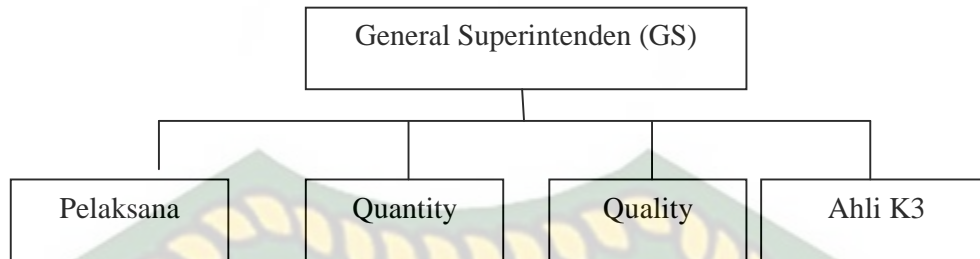 General Superintenden (GS)
Pelaksana
Quantity
Quality
Ahli K3